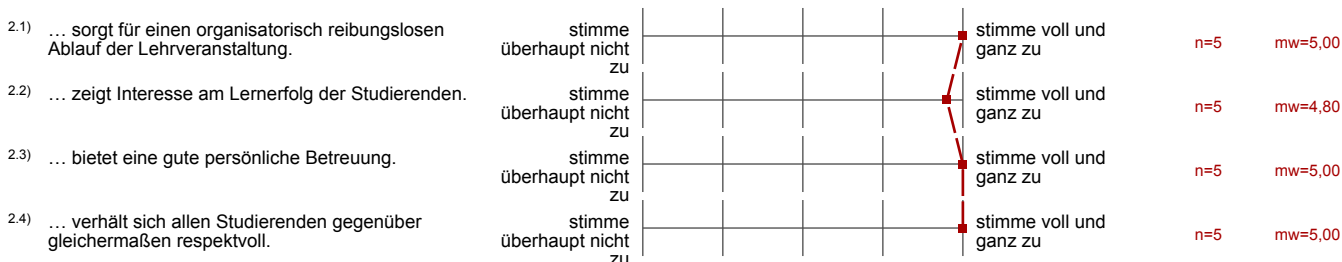 2.1) … sorgt für einen organisatorisch reibungslosen
Ablauf der Lehrveranstaltung.
stimme
überhaupt nicht
zu
stimme voll und
ganz zu
n=5 mw=5,00
2.2) … zeigt Interesse am Lernerfolg der Studierenden.
stimme
überhaupt nicht
zu
stimme voll und
ganz zu
n=5 mw=4,80
2.3) … bietet eine gute persönliche Betreuung.
stimme
überhaupt nicht
zu
stimme voll und
ganz zu
n=5 mw=5,00
2.4) … verhält sich allen Studierenden gegenüber
gleichermaßen respektvoll.
stimme
überhaupt nicht
zu
stimme voll und
ganz zu
n=5 mw=5,00